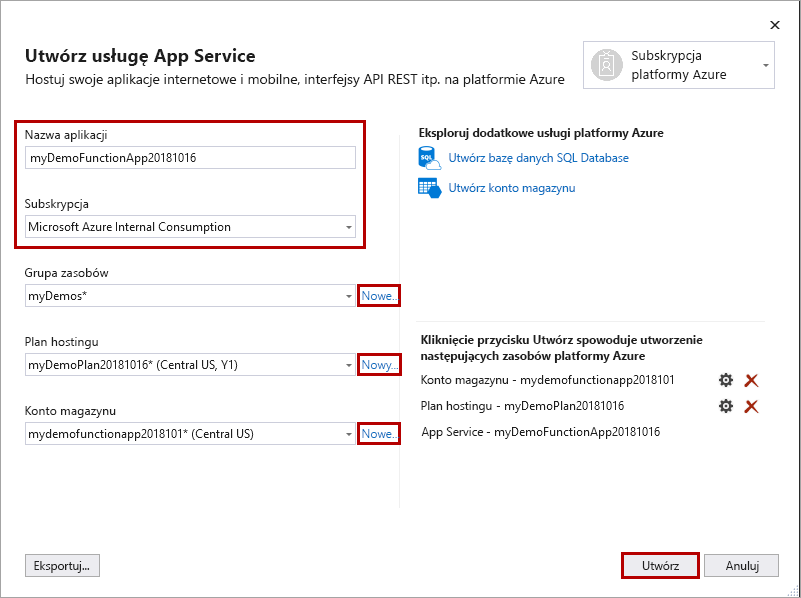 Utwórz usługę App Service
Hostuj swoje aplikacje internetowe i mobilne, interfejsy API REST itp. na platformie Azure
Subskrypcja
platformy Azure
Nazwa aplikacji
myDemoFunctionApp20181016
Subskrypcja
Microsoft Azure Internal Consumption
Grupa zasobów
myDemos*
Nowe...
Plan hostingu
myDemoPlan20181016* (Central US, Y1)
Nowy...
Konto magazynu
mydemofunctionapp2018101* (Central US)
Nowe...
Eksploruj dodatkowe usługi platformy Azure
SQL
Utwórz bazę danych SQL Database
Utwórz konto magazynu
Kliknięcie przycisku Utwórz spowoduje utworzenie
następujących zasobów platformy Azure
Konto magazynu - mydemofunctionapp2018101
Plan hostingu - myDemoPlan20181016
App Service - myDemoFunctionApp20181016
Eksportuj...
Utwórz
Anuluj